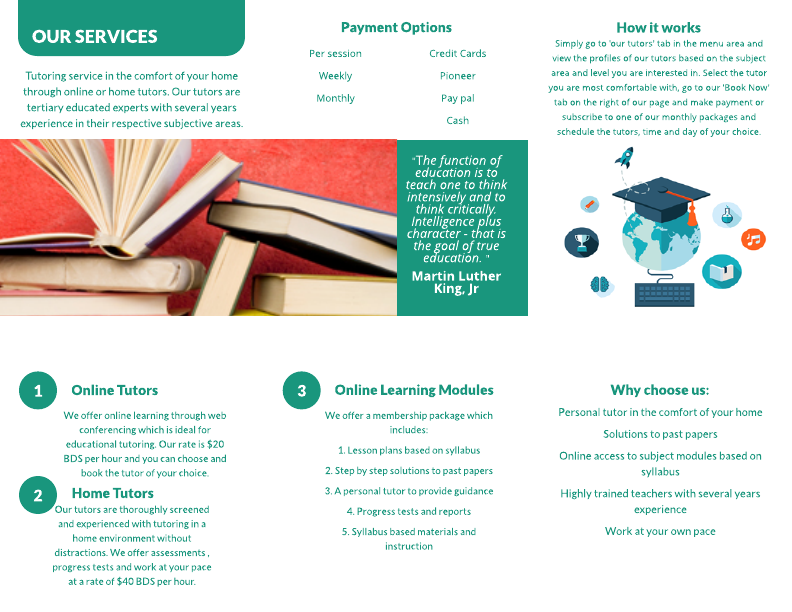 OUR SERVICES
Tutoring service in the comfort of your home
through online or home tutors. Our tutors are
tertiary educated experts with several years
experience in their respective subjective areas.
Payment Options
Per session
Weekly
Monthly
Credit Cards
Pioneer
Pay pal
Cash
How it works
Simply go to 'our tutors' tab in the menu area and
view the profiles of our tutors based on the subject
area and level you are interested in. Select the tutor
you are most comfortable with, go to our 'Book Now'
tab on the right of our page and make payment or
subscribe to one of our monthly packages and
schedule the tutors, time and day of your choice.
"The function of
education is to
teach one to think
intensively and to
think critically.
Intelligence plus
character - that is
the goal of true
education. "
Martin Luther
King, Jr
1
Online Tutors
We offer online learning through web
conferencing which is ideal for
educational tutoring. Our rate is $20
BDS per hour and you can choose and
book the tutor of your choice.
2
Home Tutors
Our tutors are thoroughly screened
and experienced with tutoring in a
home environment without
distractions. We offer assessments ,
progress tests and work at your pace
at a rate of $40 BDS per hour.
3
Online Learning Modules
We offer a membership package which
includes:
1. Lesson plans based on syllabus
2. Step by step solutions to past papers
3. A personal tutor to provide guidance
4. Progress tests and reports
5. Syllabus based materials and
instruction
Why choose us:
Personal tutor in the comfort of your home
Solutions to past papers
Online access to subject modules based on
syllabus
Highly trained teachers with several years
experience
Work at your own pace